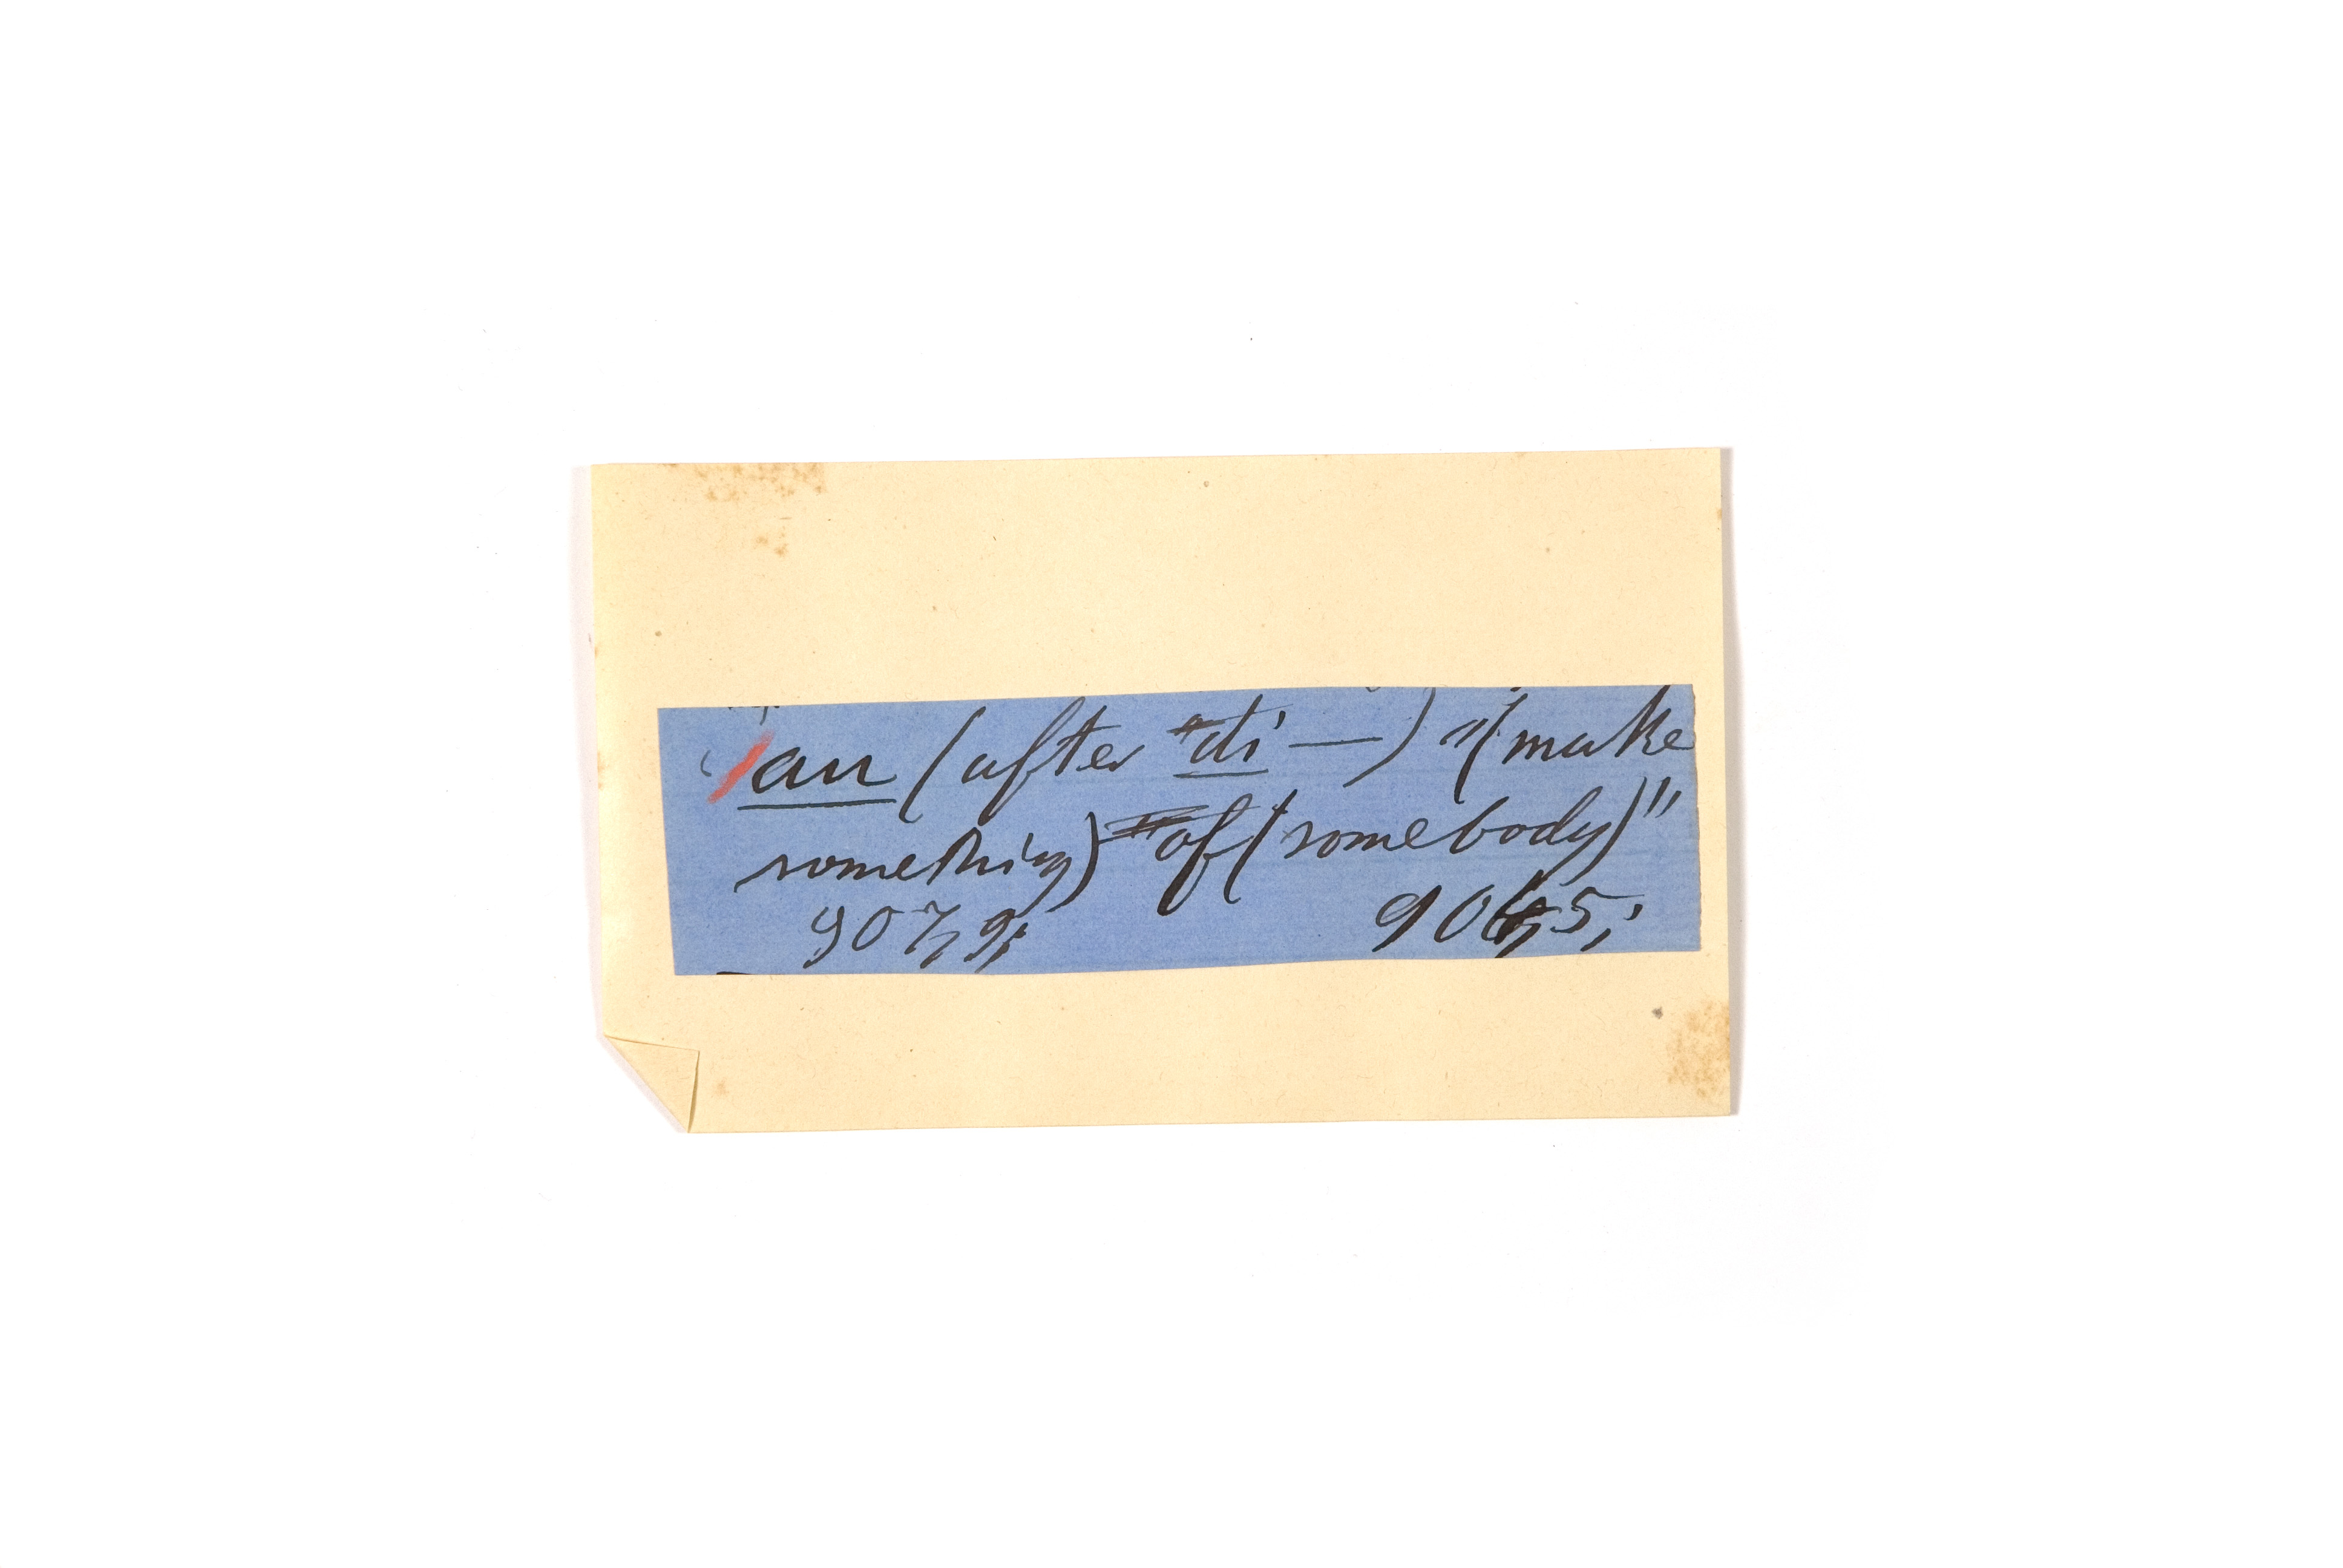 an (after di —) "(make
something) of (somebody)"
9079; 9065;